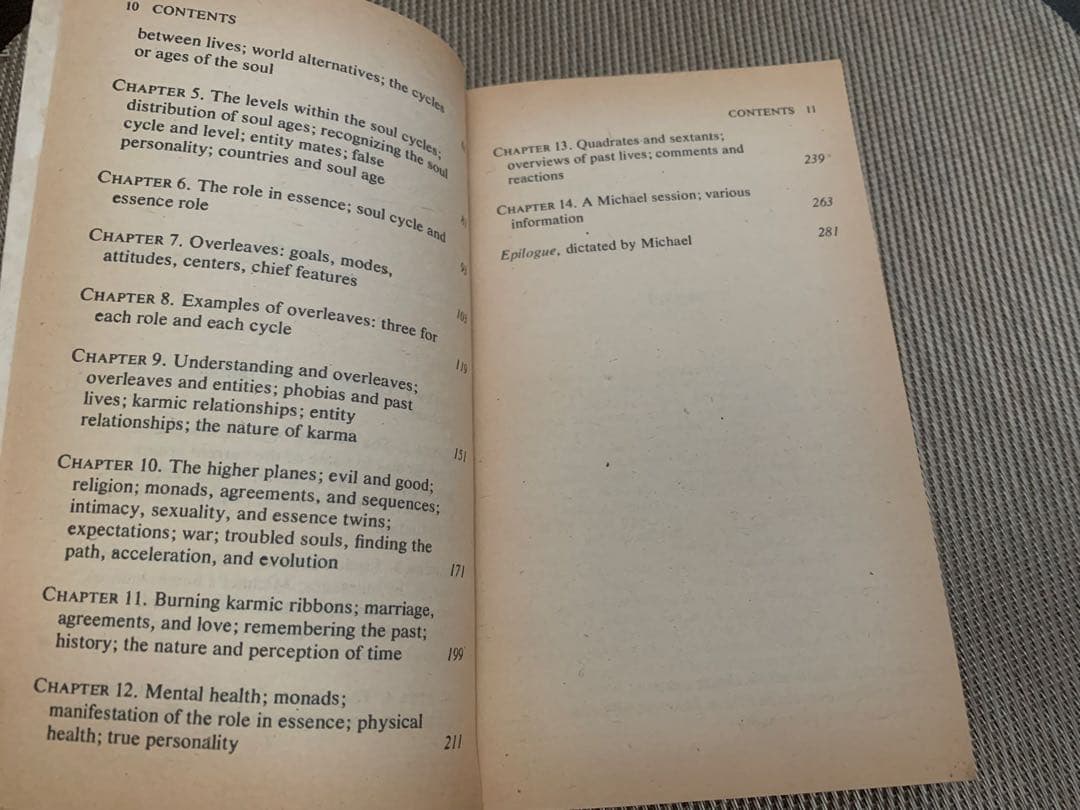 10 CONTENTS
between lives; world alternatives; the cycles
or ages of the soul
CHAPTER 5. The levels within the soul cycles;
distribution of soul ages; recognizing the soul
cycle and level; entity mates; false
personality; countries and soul age
CHAPTER 6. The role in essence; soul cycle and
essence role
CHAPTER 7. Overleaves: goals, modes,
attitudes, centers, chief features
CHAPTER 8. Examples of overleaves: three for
each role and each cycle 105
CHAPTER 9. Understanding and overleaves; 119
overleaves and entities; phobias and past
lives; karmic relationships; entity
relationships; the nature of karma 151
CHAPTER 10. The higher planes; evil and good;
religion; monads, agreements, and sequences;
intimacy, sexuality, and essence twins;
expectations; war; troubled souls, finding the
path, acceleration, and evolution 171
CHAPTER 11. Burning karmic ribbons; marriage,
agreements, and love; remembering the past;
history; the nature and perception of time 199
CHAPTER 12. Mental health; monads;
manifestation of the role in essence; physical
health; true personality 211
CONTENTS 11
CHAPTER 13. Quadrates and sextants;
overviews of past lives; comments and
reactions 239
CHAPTER 14. A Michael session; various
information 263
Epilogue, dictated by Michael 281